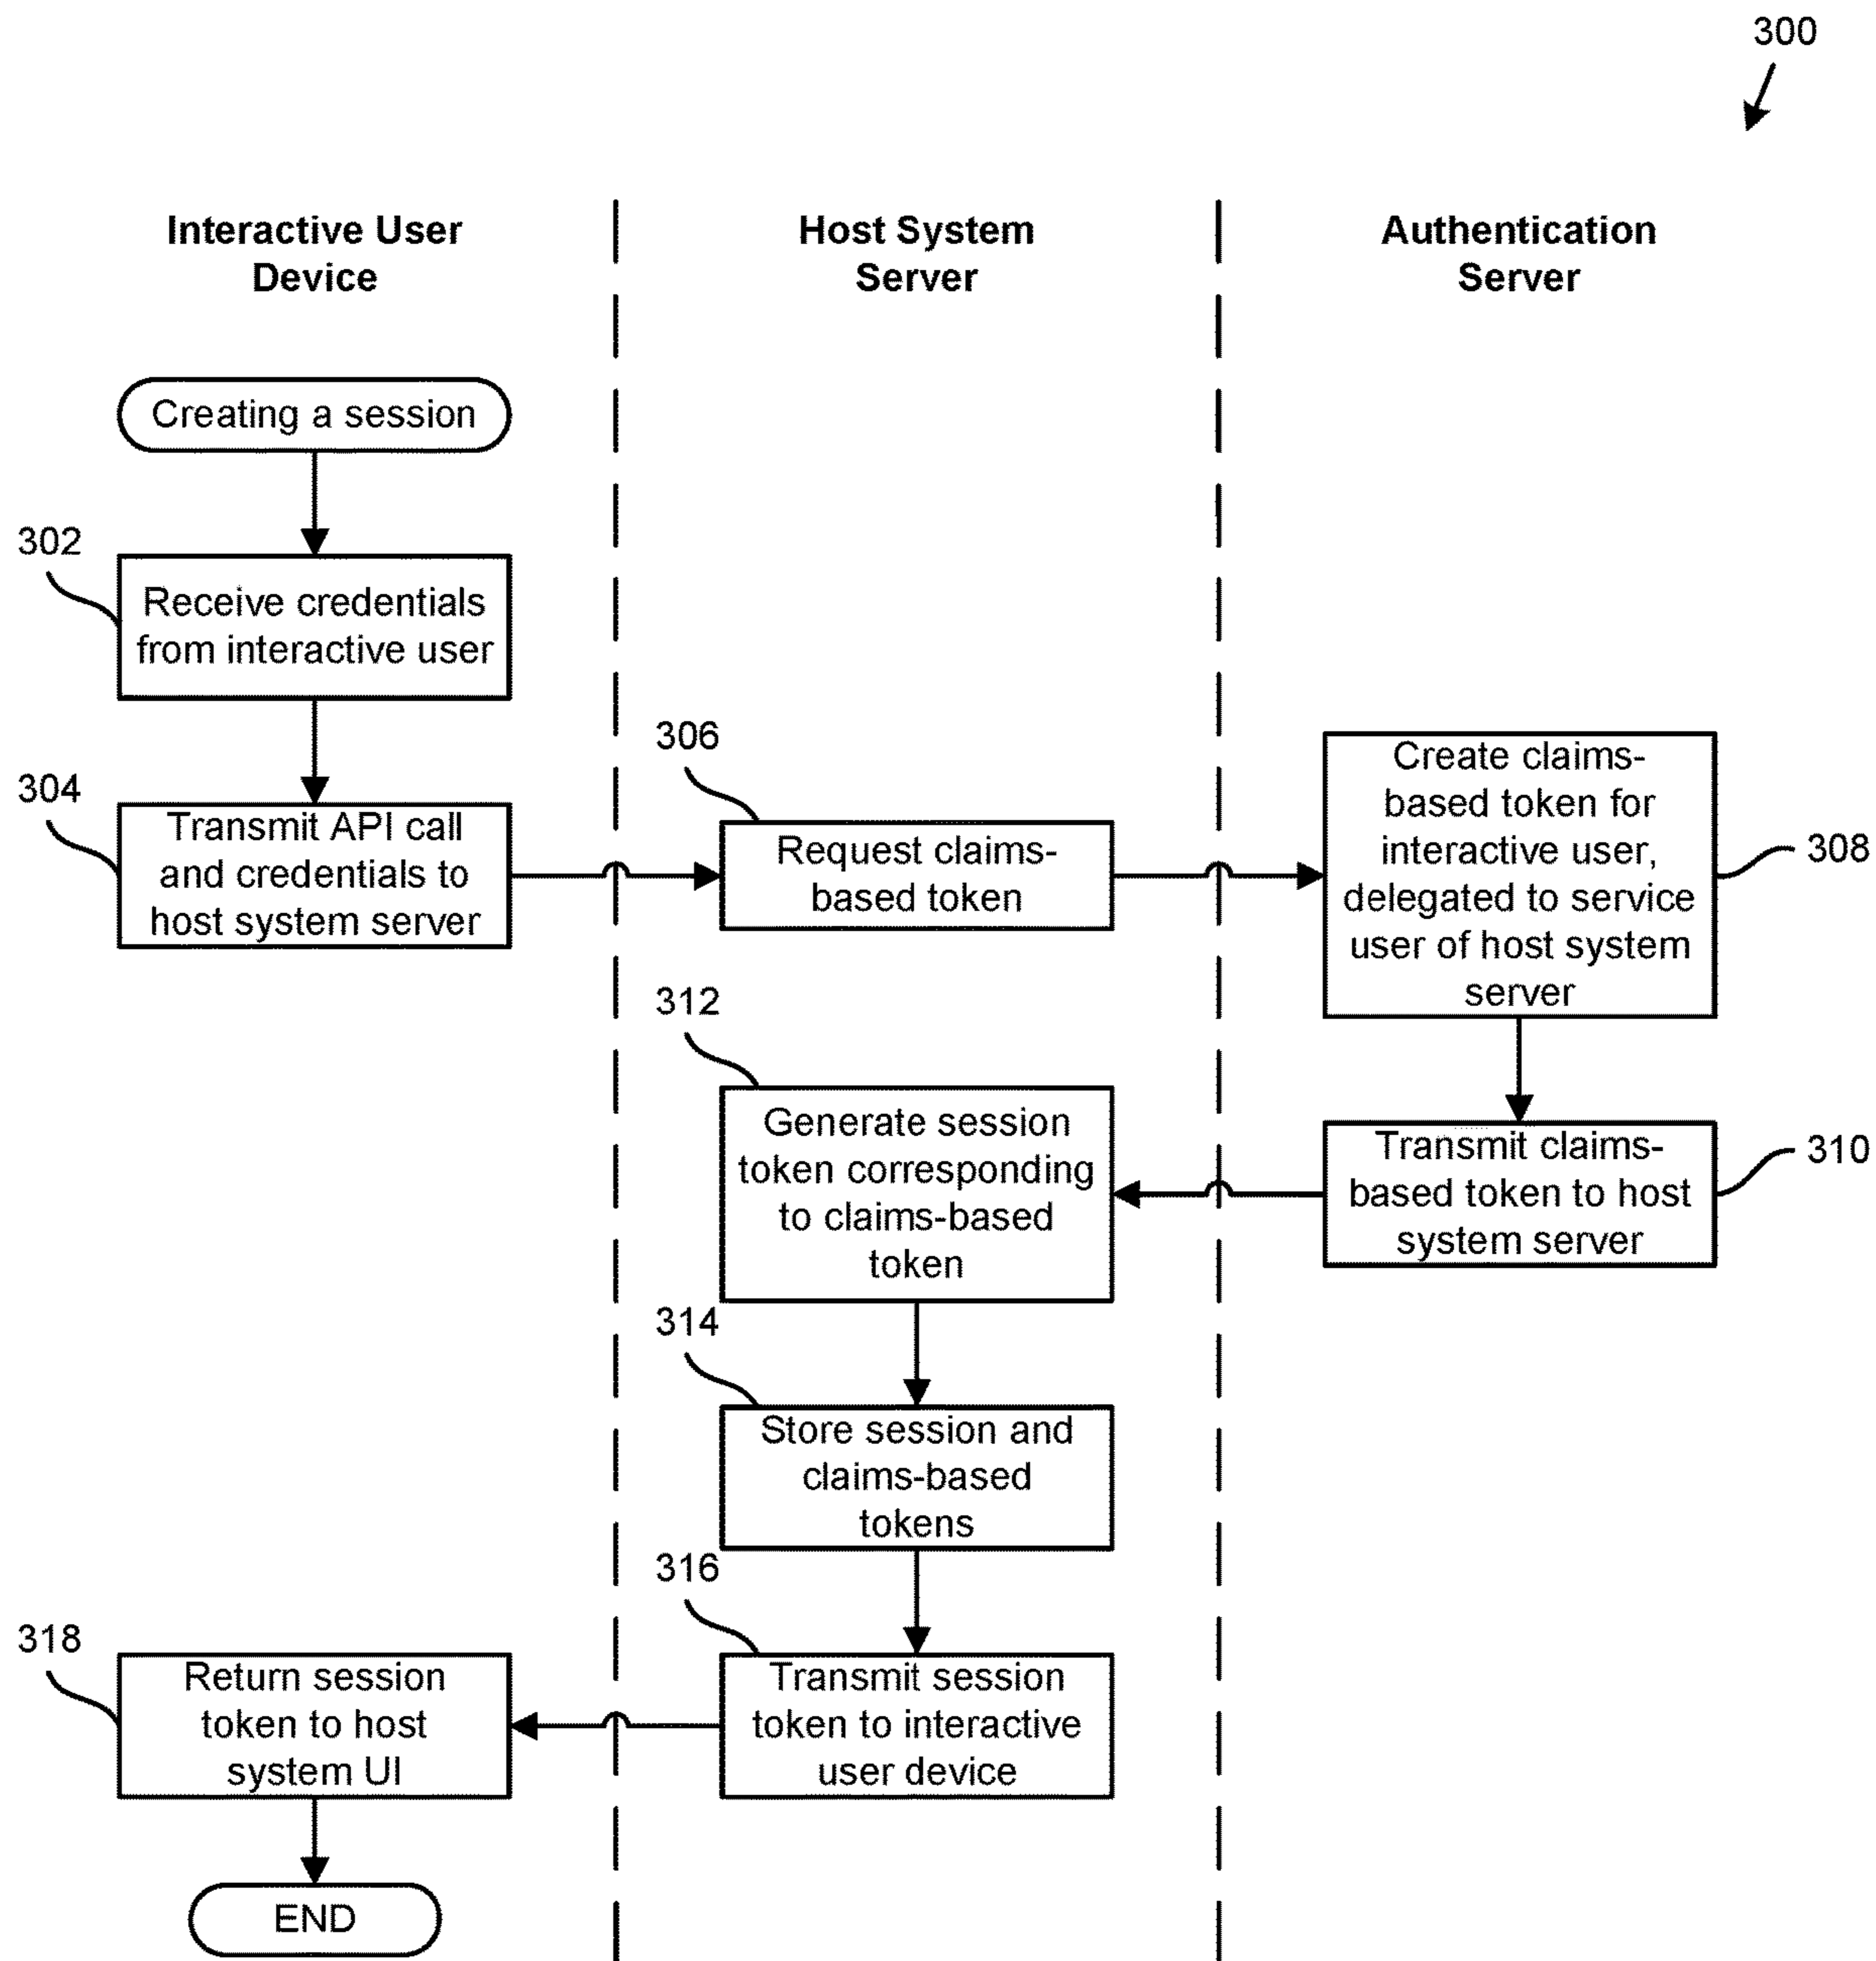 300
Interactive User
Device
Host System
Server
Authentication
Server
Creating a session
302
Receive credentials
from interactive user
304
Transmit API call
and credentials to
host system server
306
Request claims-
based token
Create claims-
based token for
interactive user,
delegated to service
user of host system
server
308
312
Generate session
token corresponding
to claims-based
token
Transmit claims-
based token to host
system server
310
314
Store session and
claims-based
tokens
316
Transmit session
token to interactive
user device
318
Return session
token to host
system UI
END